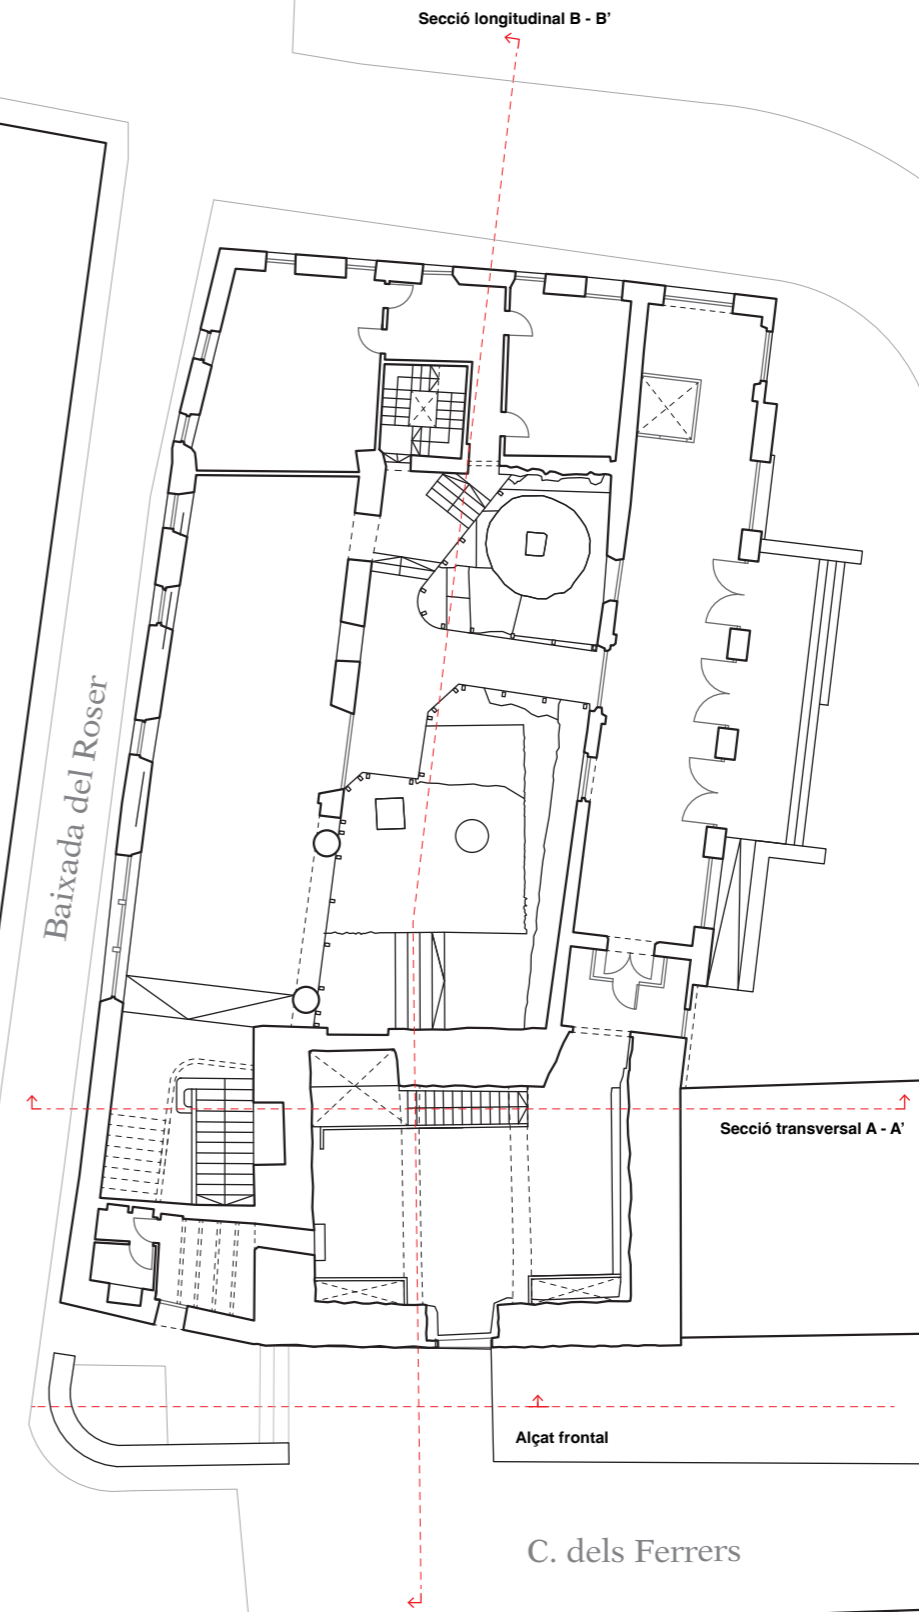 Secció longitudinal B - B’
Baixada del Roser
Secció transversal A - A’
Alçat frontal
C. dels Ferrers